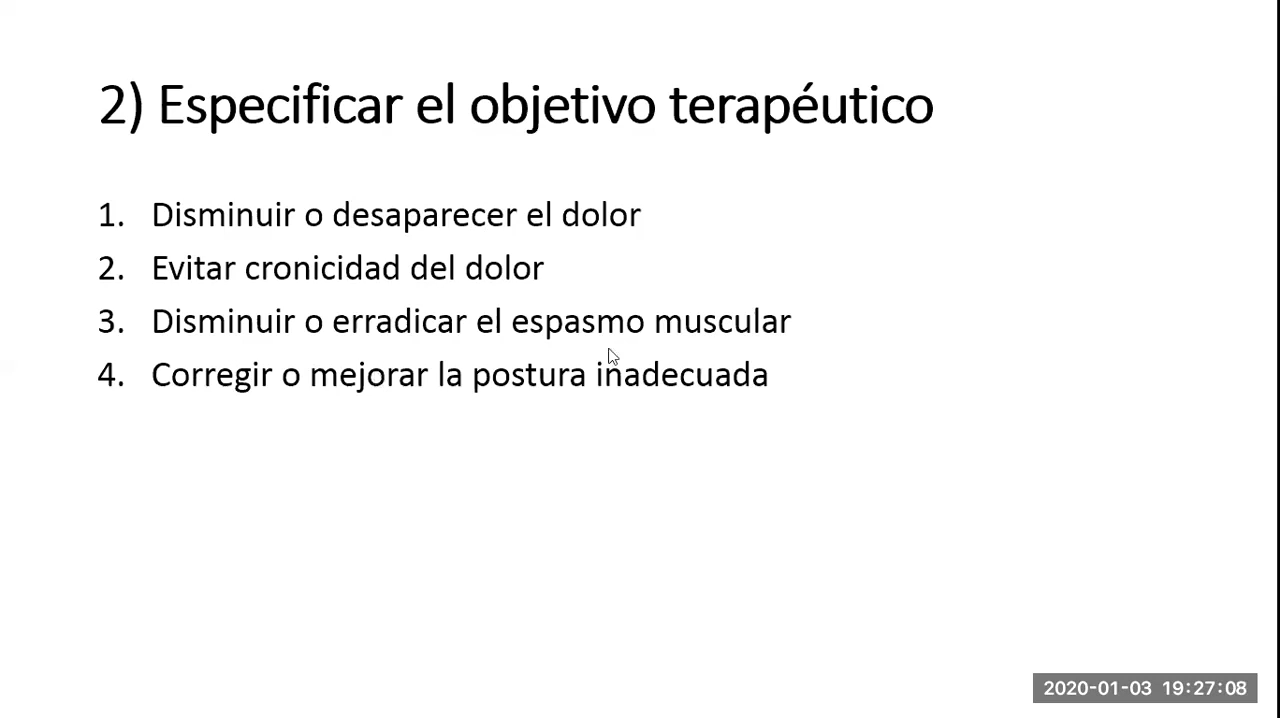 2) Especificar el objetivo terapéutico
1. Disminuir o desaparecer el dolor
2. Evitar cronicidad del dolor
3. Disminuir o erradicar el espasmo muscular
4. Corregir o mejorar la postura inadecuada
2020-01-03 19:27:08